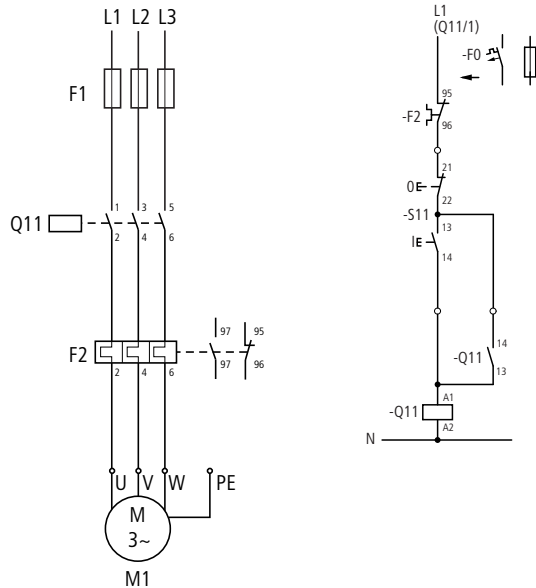 L1 L2 L3
F1
Q11
1 3 5
2 4 6
F2
97 95
97 96
2 4 6
U V W PE
M
3~
M1
L1
(Q11/1)
-F0
95
-F2
96
21
0E
22
-S11
13
IE
14
14
-Q11
13
A1
-Q11
A2
N